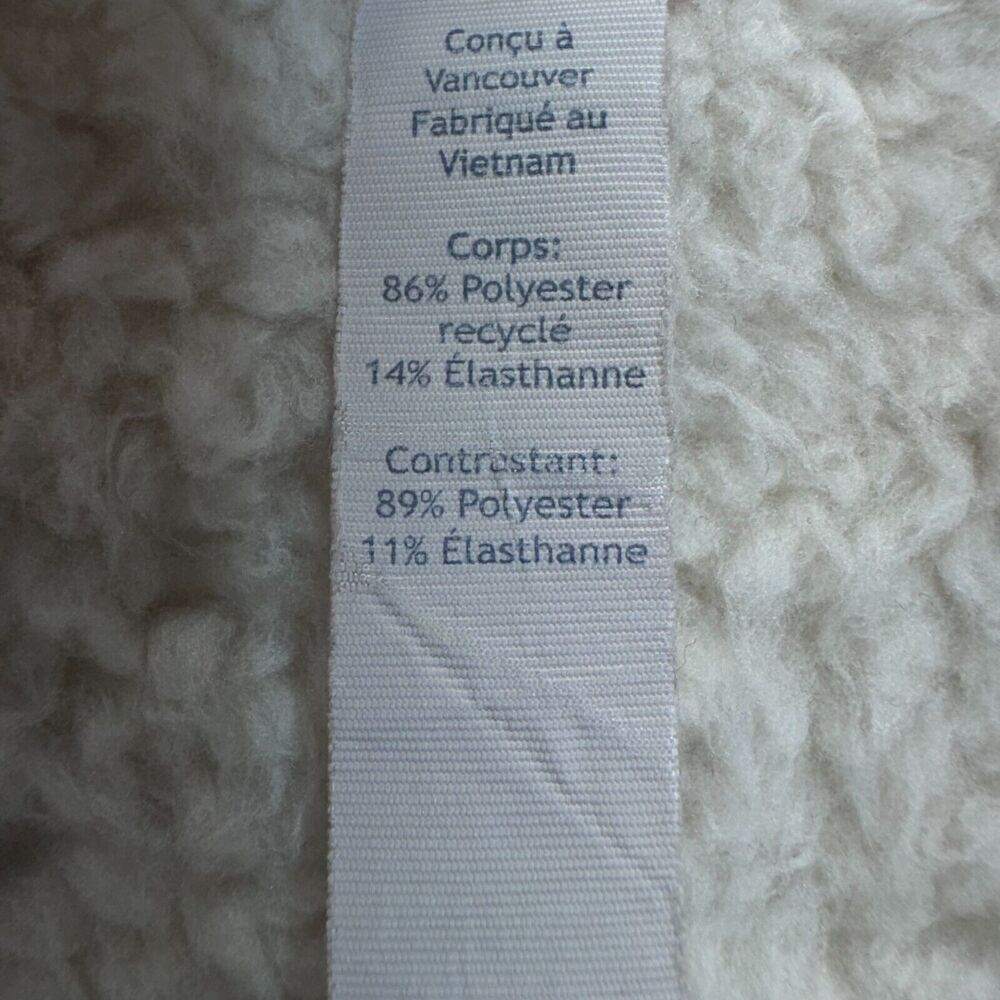 Conçu à
Vancouver
Fabriqué au
Vietnam
Corps:
86% Polyester
recyclé
14% Élasthanne
Contrastant:
89% Polyester
11% Élasthanne